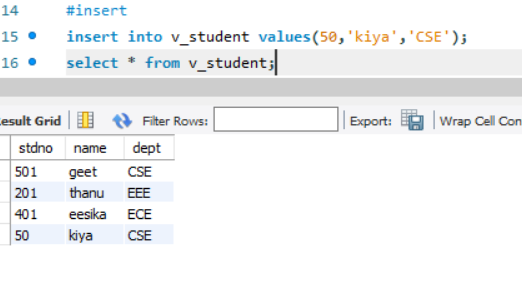 14 #insert
15 insert into v_student values(50,'kiya','CSE');
16 select * from v_student;
Result Grid Filter Rows: Export: Wrap Cell Con
stdno name dept
501 geet CSE
201 thanu EEE
401 eesika ECE
50 kiya CSE